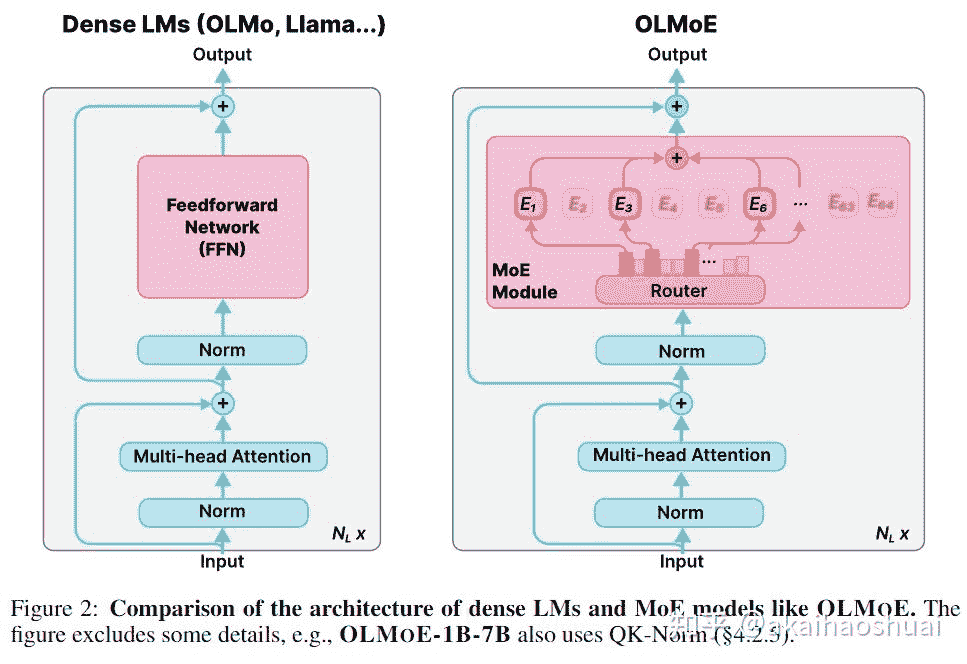 Dense LMs (OLMo, Llama...)
Output
+
Feedforward
Network
(FFN)
Norm
+
Multi-head Attention
Norm
N_L x
Input
OLMoE
Output
+
+
E1 E2 E3 E4 E5 E6 ... E63 E64
...
MoE
Module
Router
Norm
+
Multi-head Attention
Norm
N_L x
Input
Figure 2: Comparison of the architecture of dense LMs and MoE models like OLMOE. The
figure excludes some details, e.g., OLMOE-1B-7B also uses QK-Norm (§4.2.5).
知乎 @akaihaoshuai